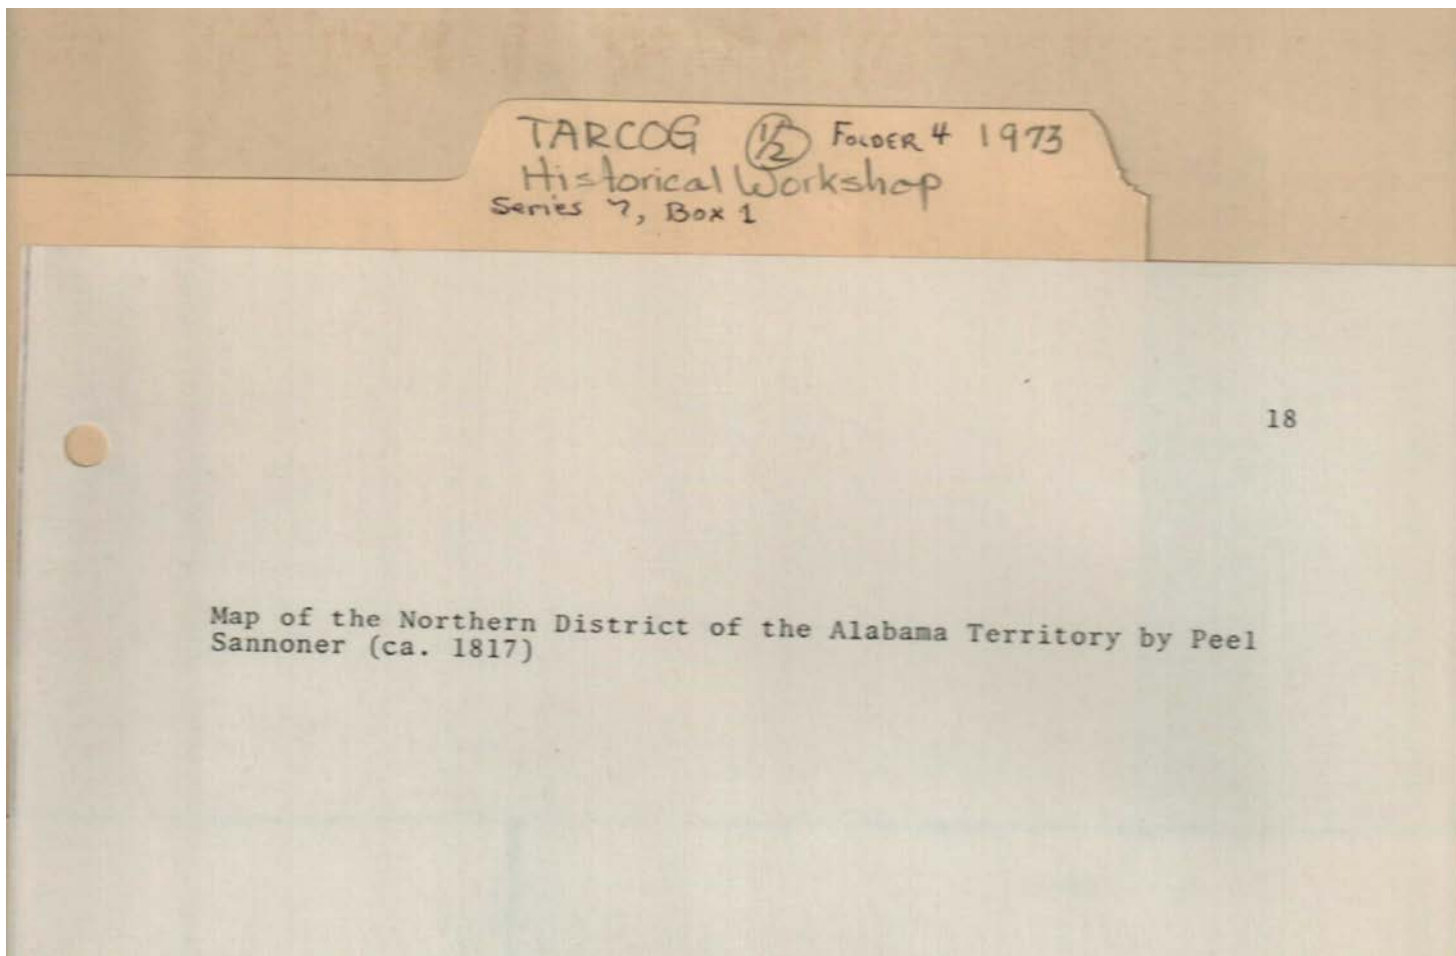 TARCOG 1/2 FOLDER 4 1973
Historical Workshop
Series 7, Box 1
18
Map of the Northern District of the Alabama Territory by Peel
Sannoner (ca. 1817)